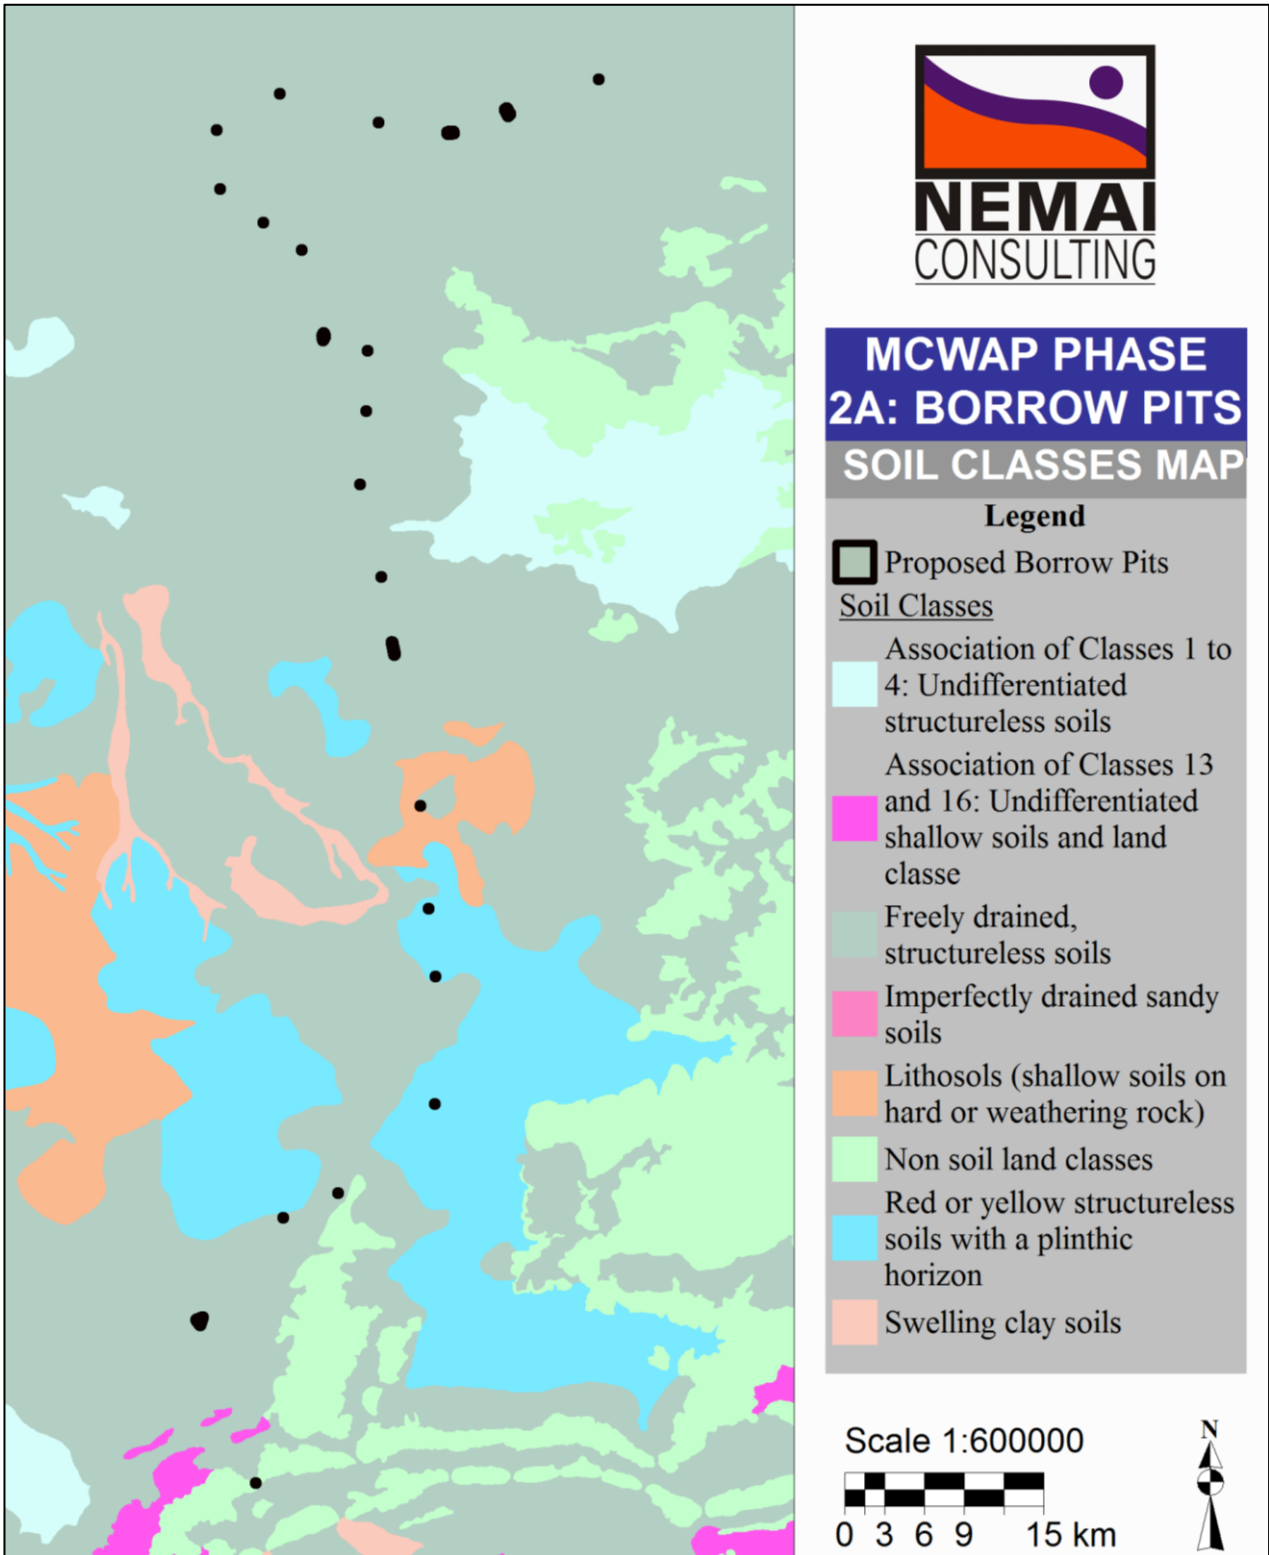 NEMAI
CONSULTING
MCWAP PHASE
2A: BORROW PITS
SOIL CLASSES MAP
Legend
Proposed Borrow Pits
Soil Classes
Association of Classes 1 to
4: Undifferentiated
structureless soils
Association of Classes 13
and 16: Undifferentiated
shallow soils and land
classe
Freely drained,
structureless soils
Imperfectly drained sandy
soils
Lithosols (shallow soils on
hard or weathering rock)
Non soil land classes
Red or yellow structureless
soils with a plinthic
horizon
Swelling clay soils
Scale 1:600000
N
0 3 6 9 15 km